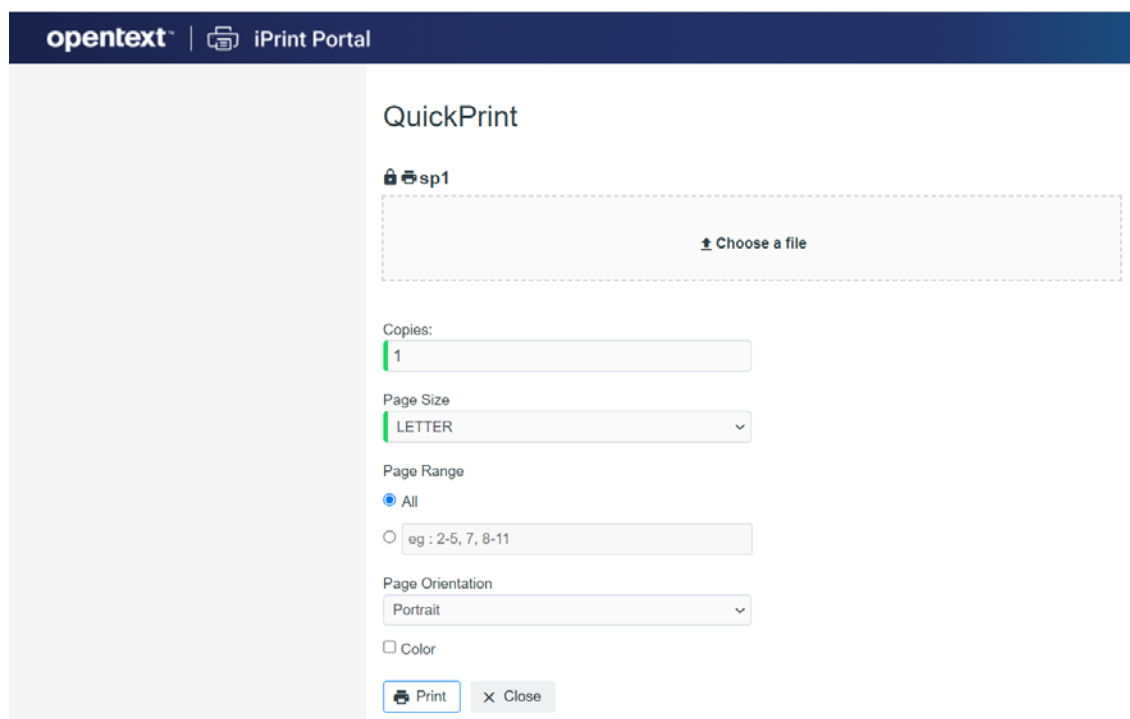 opentext™ | iPrint Portal
QuickPrint
sp1
Choose a file
Copies:
1
Page Size
LETTER
Page Range
All
eg : 2-5, 7, 8-11
Page Orientation
Portrait
Color
Print Close